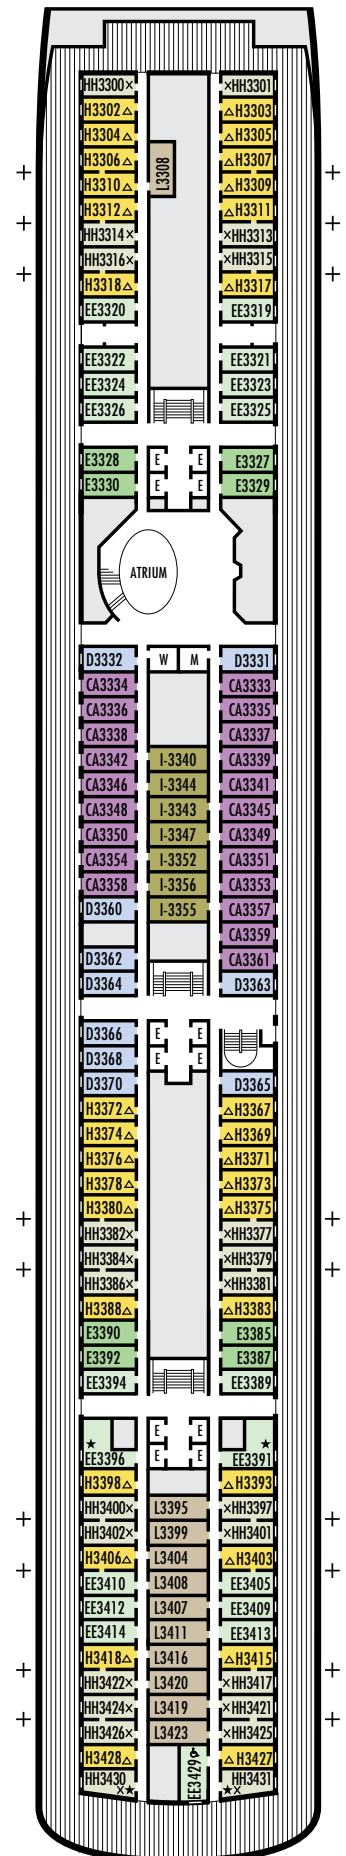 HH3300× ×HH3301
H3302△ △H3303
H3304△ △H3305
H3306△ L3308 △H3307
H3310△ △H3309
H3312△ △H3311
HH3314× ×HH3313
HH3316× ×HH3315
H3318△ △H3317
EE3320 EE3319
EE3322 EE3321
EE3324 EE3323
EE3326 EE3325
E3328 E E E3327
E3330 E E E3329
ATRIUM
D3332 W M D3331
CA3334 CA3333
CA3336 CA3335
CA3338 CA3337
CA3342 I-3340 CA3339
CA3346 I-3344 CA3341
CA3348 I-3343 CA3345
CA3350 I-3347 CA3349
CA3354 I-3352 CA3351
CA3358 I-3356 CA3353
D3360 I-3355 CA3357
CA3359
D3362 CA3361
D3364 D3363
D3366 E E
D3368 E E
D3370 D3365
H3372△ △H3367
H3374△ △H3369
H3376△ △H3371
H3378△ △H3373
H3380△ △H3375
HH3382× ×HH3377
HH3384× ×HH3379
HH3386× ×HH3381
H3388△ △H3383
E3390 E3385
E3392 E3387
EE3394 EE3389
★ E E ★
EE3396 E E EE3391
H3398△ △H3393
HH3400× L3395 ×HH3397
HH3402× L3399 ×HH3401
H3406△ L3404 △H3403
EE3410 L3408 EE3405
EE3412 L3407 EE3409
EE3414 L3411 EE3413
H3418△ L3416 △H3415
HH3422× L3420 ×HH3417
HH3424× L3419 ×HH3421
HH3426× L3423 ×HH3425
H3428△ EE3429 △H3427
HH3430 HH3431
×★ ★×